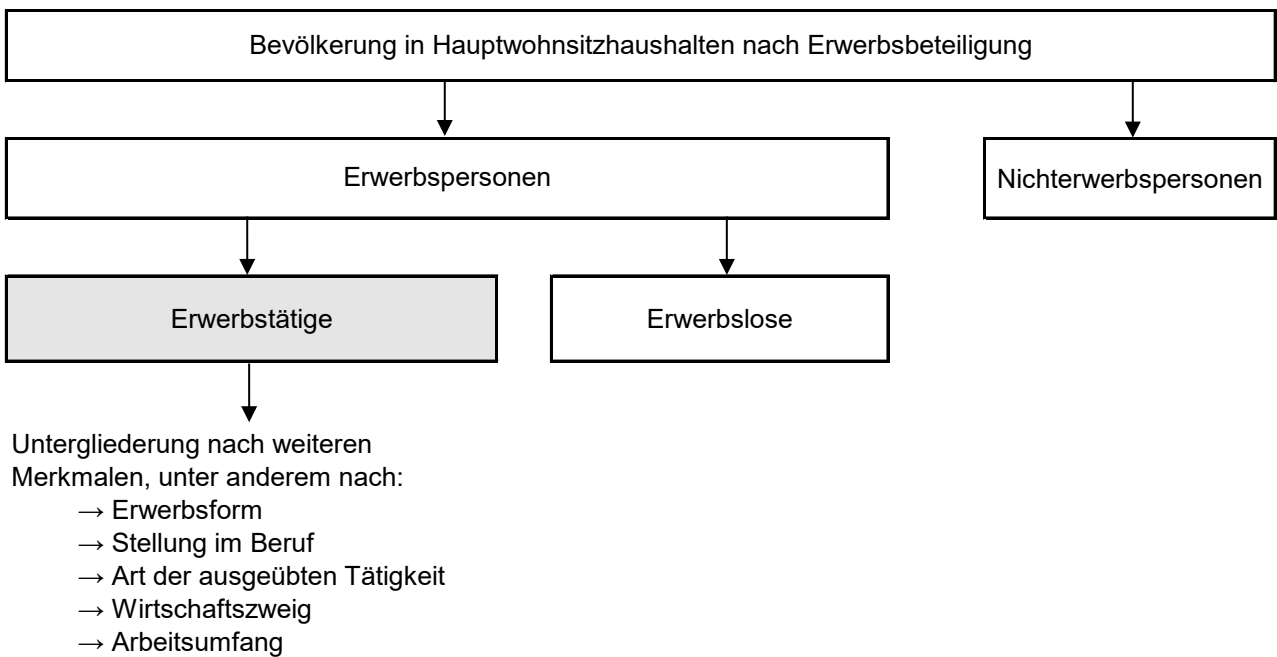 Bevölkerung in Hauptwohnsitzhaushalten nach Erwerbsbeteiligung
Erwerbspersonen
Nichterwerbspersonen
Erwerbstätige
Erwerbslose
Untergliederung nach weiteren
Merkmalen, unter anderem nach:
→ Erwerbsform
→ Stellung im Beruf
→ Art der ausgeübten Tätigkeit
→ Wirtschaftszweig
→ Arbeitsumfang